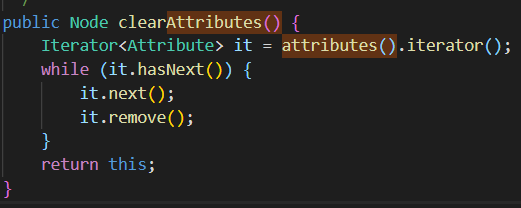 public Node clearAttributes() {
    Iterator<Attribute> it = attributes().iterator();
    while (it.hasNext()) {
        it.next();
        it.remove();
    }
    return this;
}